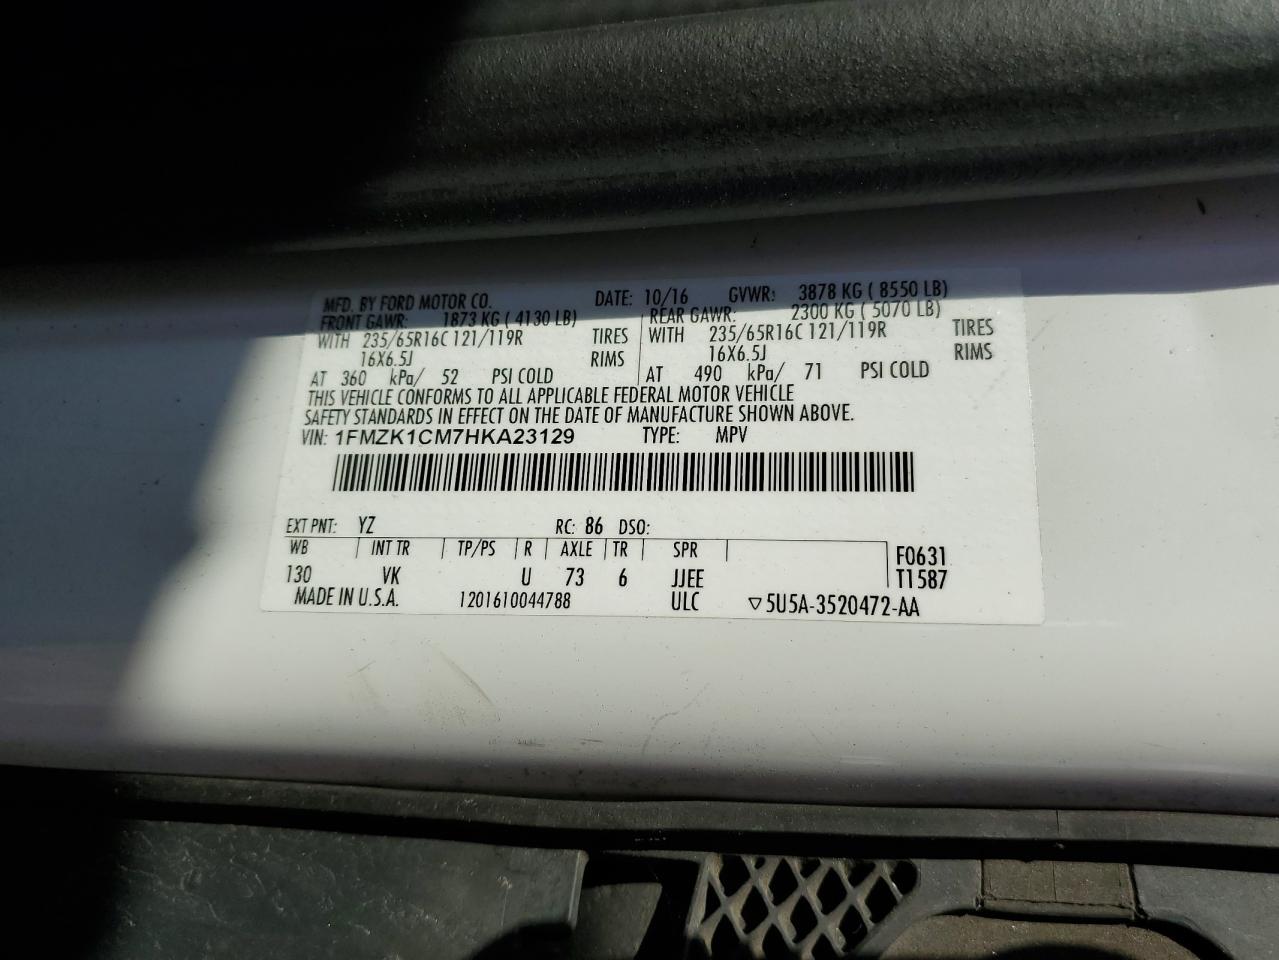 MFD. BY FORD MOTOR CO. DATE: 10/16 GVWR: 3878 KG ( 8550 LB)
FRONT GAWR: 1873 KG ( 4130 LB) REAR GAWR: 2300 KG ( 5070 LB)
WITH 235/65R16C 121/119R TIRES WITH 235/65R16C 121/119R TIRES
16X6.5J RIMS 16X6.5J RIMS
AT 360 kPa/ 52 PSI COLD AT 490 kPa/ 71 PSI COLD
THIS VEHICLE CONFORMS TO ALL APPLICABLE FEDERAL MOTOR VEHICLE
SAFETY STANDARDS IN EFFECT ON THE DATE OF MANUFACTURE SHOWN ABOVE.
VIN: 1FMZK1CM7HKA23129 TYPE: MPV
EXT PNT: YZ RC: 86 DSO:
WB INT TR TP/PS R AXLE TR SPR F0631
130 VK U 73 6 JJEE T1587
MADE IN U.S.A. 1201610044788 ULC ▽5U5A-3520472-AA